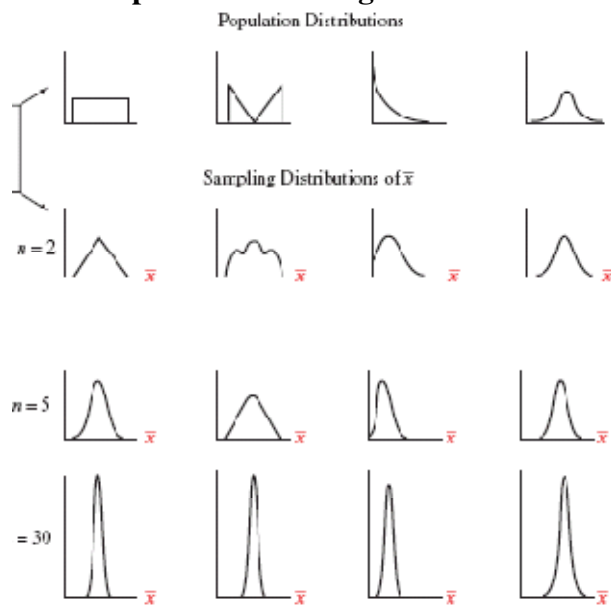 Population Distributions
Sampling Distributions of x̅
n = 2
x̅ x̅ x̅ x̅
n = 5
x̅ x̅ x̅ x̅
= 30
x̅ x̅ x̅ x̅